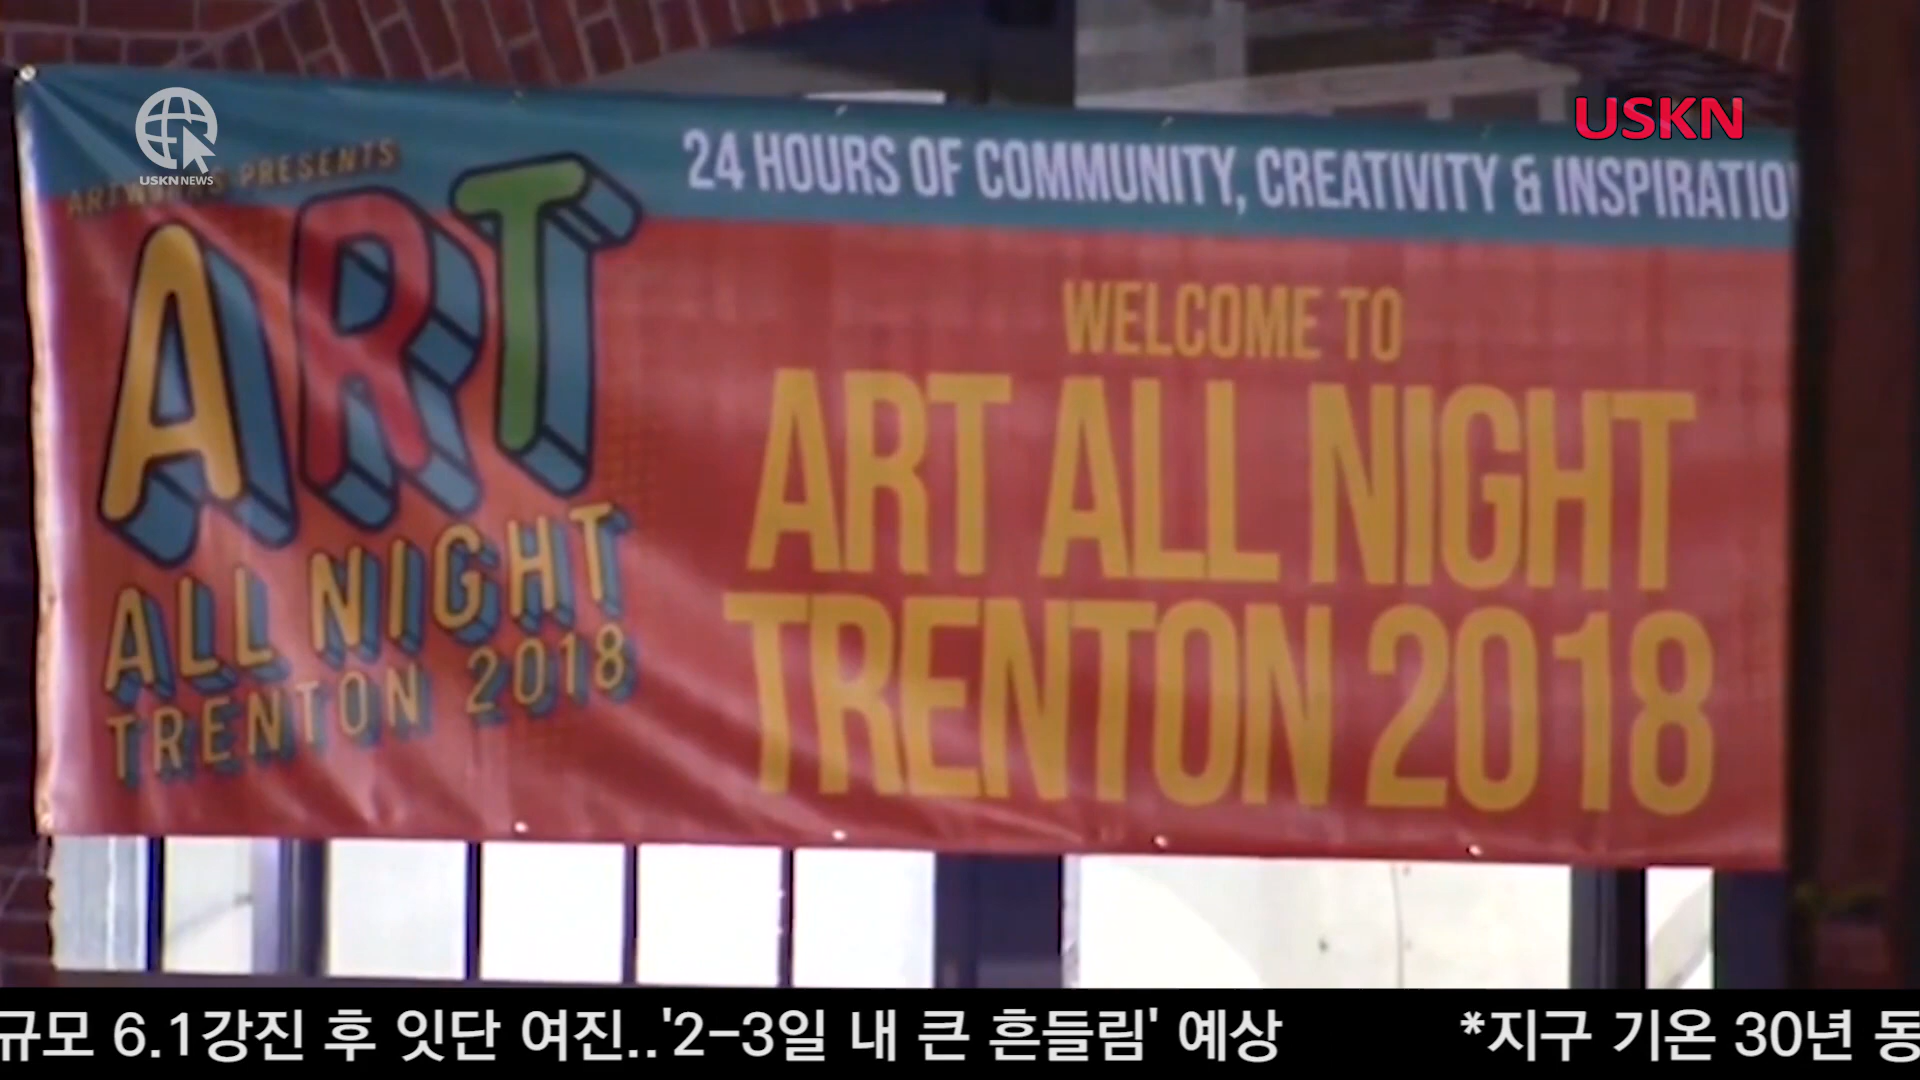 USKN NEWS
USKN
PRESENTS
24 HOURS OF COMMUNITY, CREATIVITY & INSPIRATIO
ART
ALL NIGHT
TRENTON 2018
WELCOME TO
ART ALL NIGHT
TRENTON 2018
규모 6.1강진 후 잇단 여진..'2-3일 내 큰 흔들림' 예상
*지구 기온 30년 동